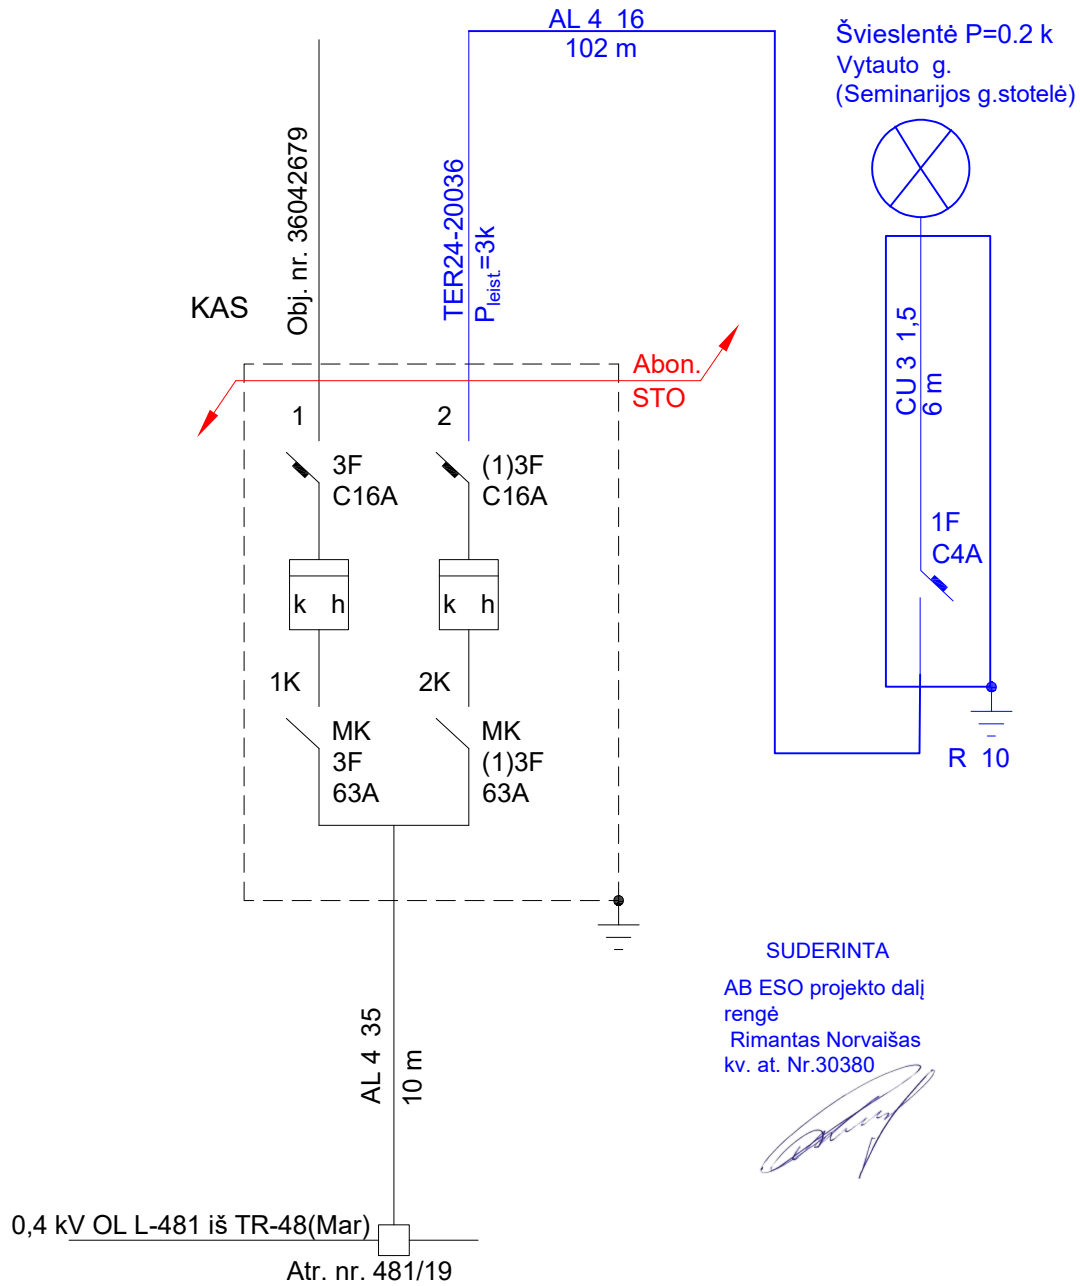 AL 4 16
102 m
Švieslentė P=0.2 k
Vytauto g.
(Seminarijos g.stotelė)
Obj. nr. 36042679
TER24-20036
Pleist.=3k
KAS
Abon.
STO
1
2
3F
C16A
(1)3F
C16A
k h
k h
1K
2K
MK
3F
63A
MK
(1)3F
63A
CU 3 1,5
6 m
1F
C4A
R 10
SUDERINTA
AB ESO projekto dalį
rengė
Rimantas Norvaišas
kv. at. Nr.30380
AL 4 35
10 m
0,4 kV OL L-481 iš TR-48(Mar)
Atr. nr. 481/19